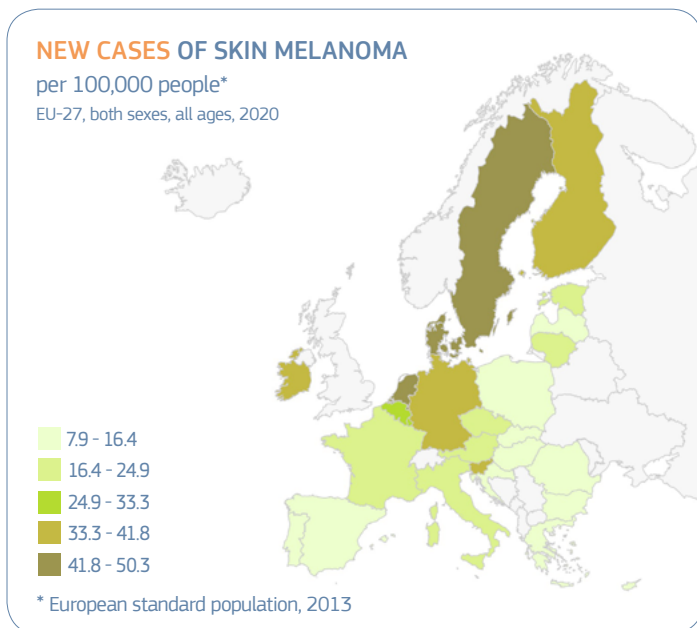 NEW CASES OF SKIN MELANOMA
per 100,000 people*
EU-27, both sexes, all ages, 2020
7.9 - 16.4
16.4 - 24.9
24.9 - 33.3
33.3 - 41.8
41.8 - 50.3
* European standard population, 2013